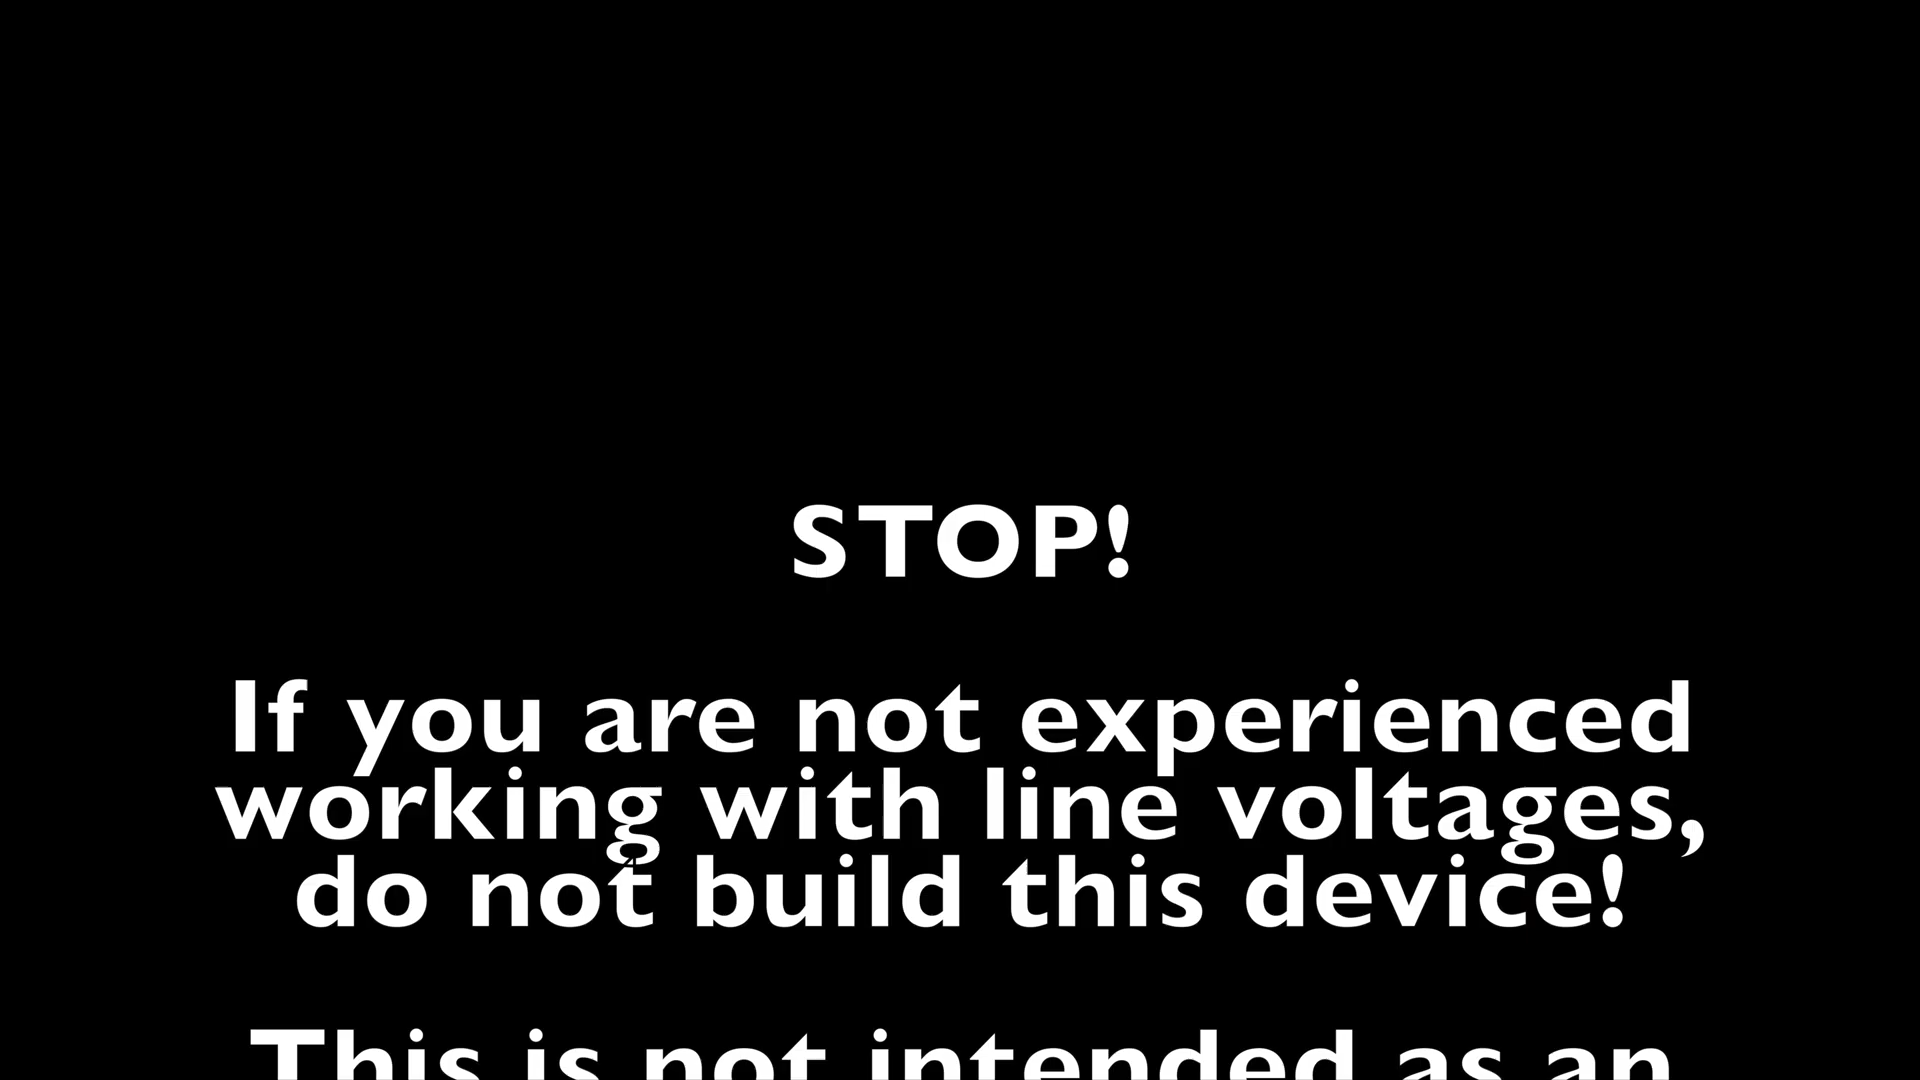 STOP!
If you are not experienced
working with line voltages,
do not build this device!
This is not intended as an